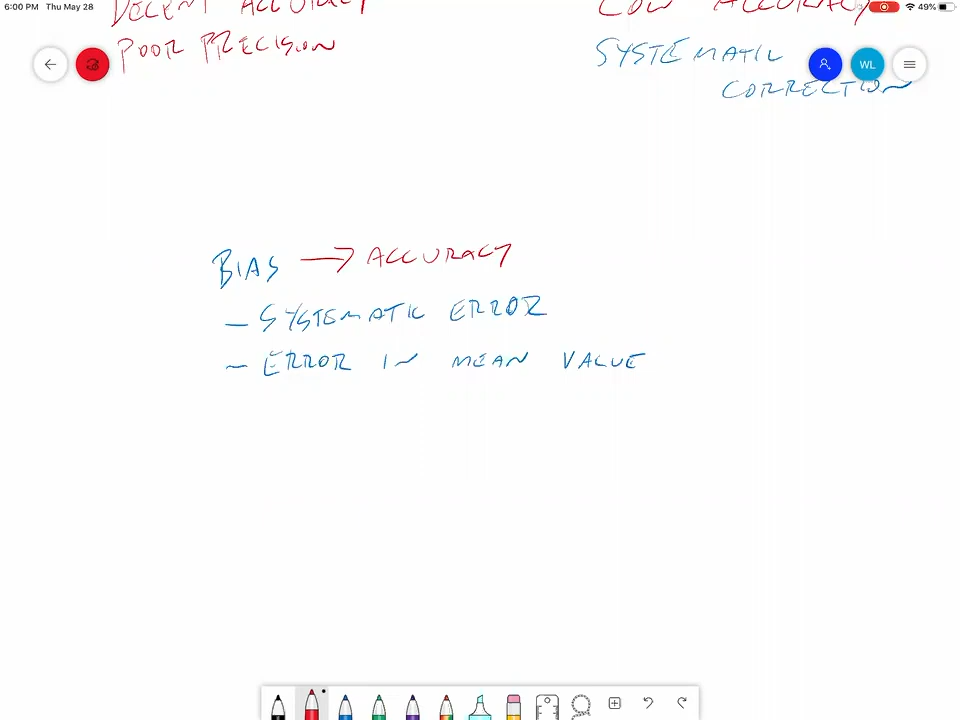 6:00 PM Thu May 28
49%
DECENT ACCURACY
POOR PRECISION
LOW ACCURACY
SYSTEMATIC
CORRECTION
WL
BIAS → ACCURACY
– SYSTEMATIC ERROR
– ERROR IN MEAN VALUE